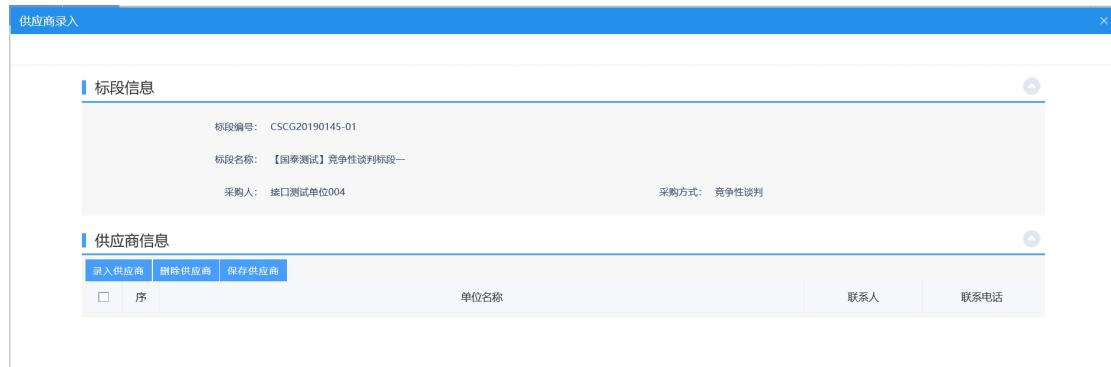 供应商录入
标段信息
标段编号： CSCG20190145-01
标段名称： 【国泰测试】竞争性谈判标段一
采购人： 接口测试单位004 采购方式： 竞争性谈判
供应商信息
录入供应商 删除供应商 保存供应商
序 单位名称 联系人 联系电话